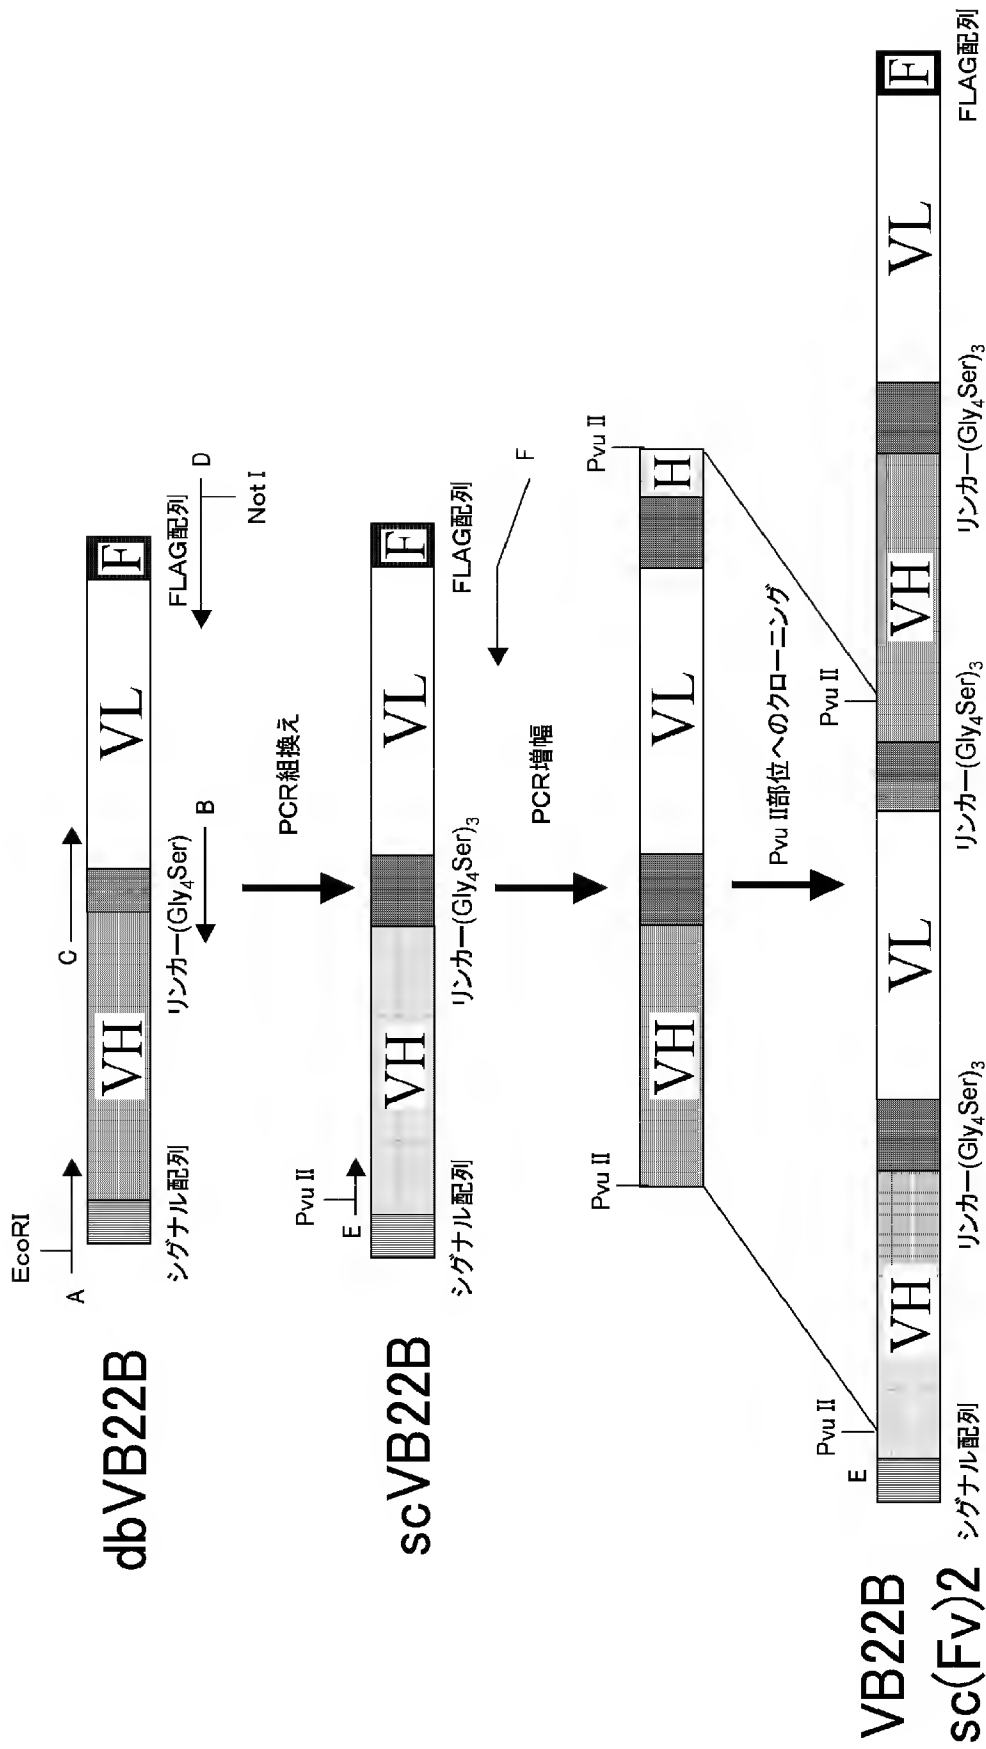 dbVB22B
EcoRI
A
C
VH
VL
F
シグナル配列
リンカー(Gly4Ser)
B
FLAG配列
D
Not I
PCR組換え
scVB22B
Pvu II
E
VH
VL
F
シグナル配列
リンカー(Gly4Ser)3
FLAG配列
F
PCR増幅
Pvu II
Pvu II
VH
VL
H
Pvu II部位へのクローニング
VB22B
sc(Fv)2
E
Pvu II
Pvu II
VH
VL
VH
VL
F
シグナル配列
リンカー(Gly4Ser)3
リンカー(Gly4Ser)3
リンカー(Gly4Ser)3
FLAG配列